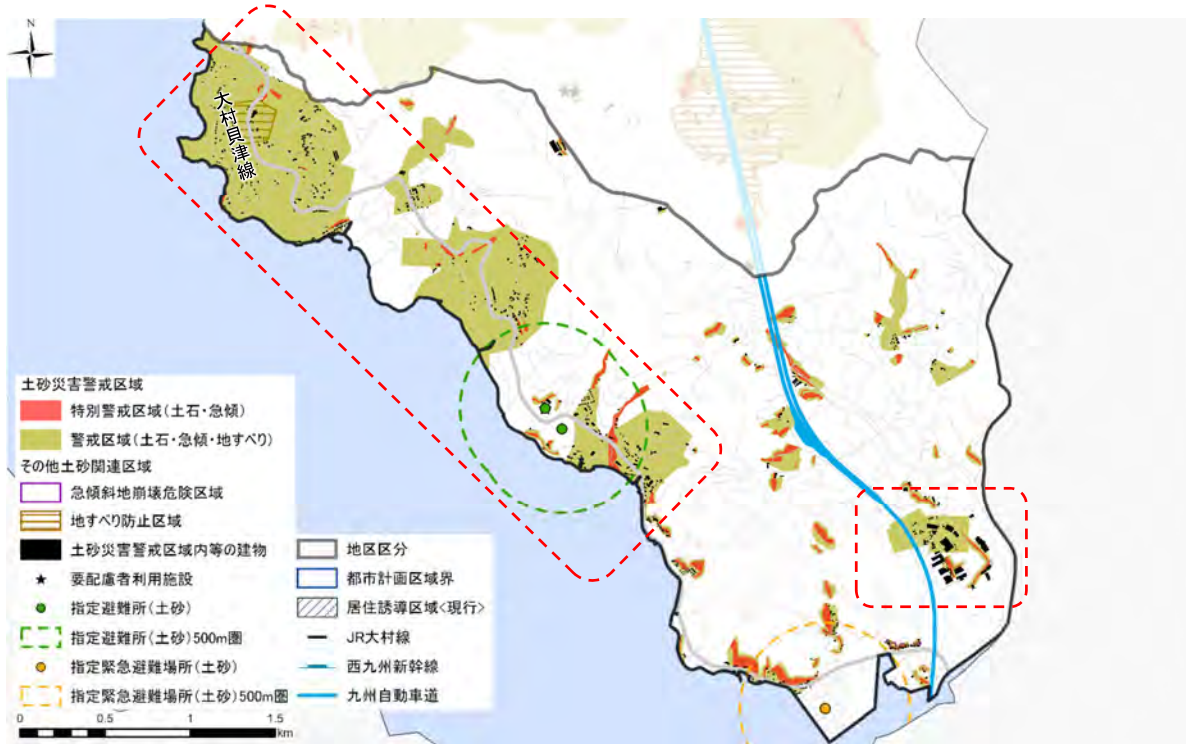 N
大村貝津線
土砂災害警戒区域
特別警戒区域(土石・急傾)
警戒区域(土石・急傾・地すべり)
その他土砂関連区域
急傾斜地崩壊危険区域
地すべり防止区域
土砂災害警戒区域内等の建物
要配慮者利用施設
指定避難所(土砂)
指定避難所(土砂)500m圏
指定緊急避難場所(土砂)
指定緊急避難場所(土砂)500m圏
地区区分
都市計画区域界
居住誘導区域<現行>
JR大村線
西九州新幹線
九州自動車道
0 0.5 1 1.5
km